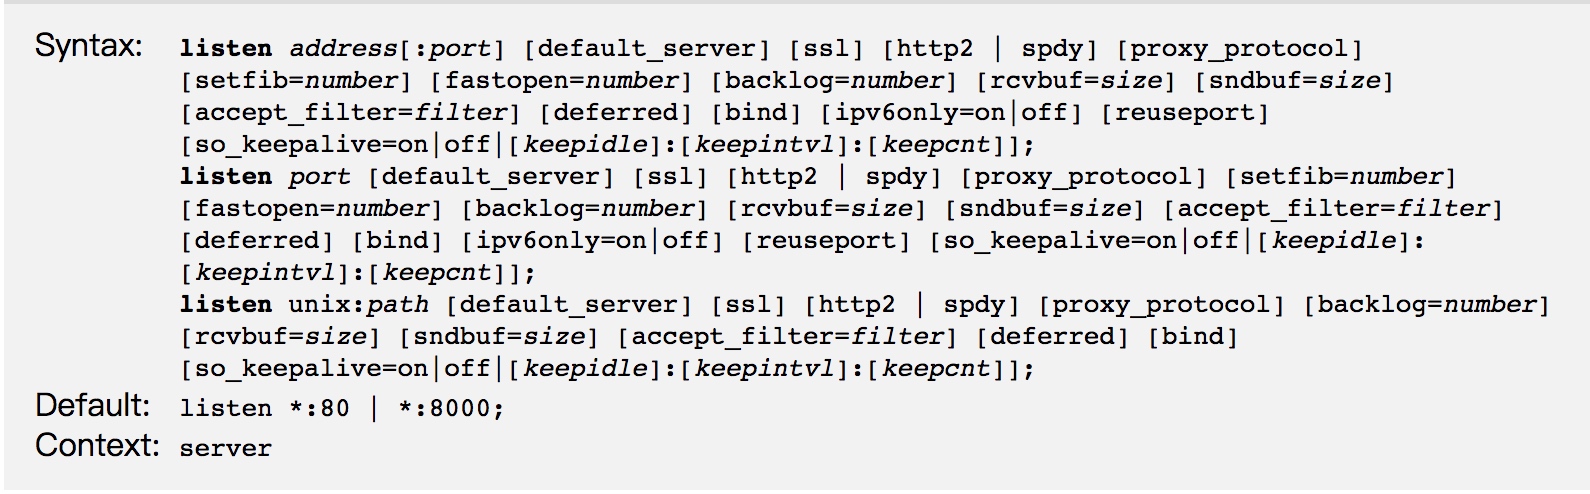 Syntax: listen address[:port] [default_server] [ssl] [http2 | spdy] [proxy_protocol]
[setfib=number] [fastopen=number] [backlog=number] [rcvbuf=size] [sndbuf=size]
[accept_filter=filter] [deferred] [bind] [ipv6only=on|off] [reuseport]
[so_keepalive=on|off|[keepidle]:[keepintvl]:[keepcnt]];
listen port [default_server] [ssl] [http2 | spdy] [proxy_protocol] [setfib=number]
[fastopen=number] [backlog=number] [rcvbuf=size] [sndbuf=size] [accept_filter=filter]
[deferred] [bind] [ipv6only=on|off] [reuseport] [so_keepalive=on|off|[keepidle]:
[keepintvl]:[keepcnt]];
listen unix:path [default_server] [ssl] [http2 | spdy] [proxy_protocol] [backlog=number]
[rcvbuf=size] [sndbuf=size] [accept_filter=filter] [deferred] [bind]
[so_keepalive=on|off|[keepidle]:[keepintvl]:[keepcnt]];
Default: listen *:80 | *:8000;
Context: server